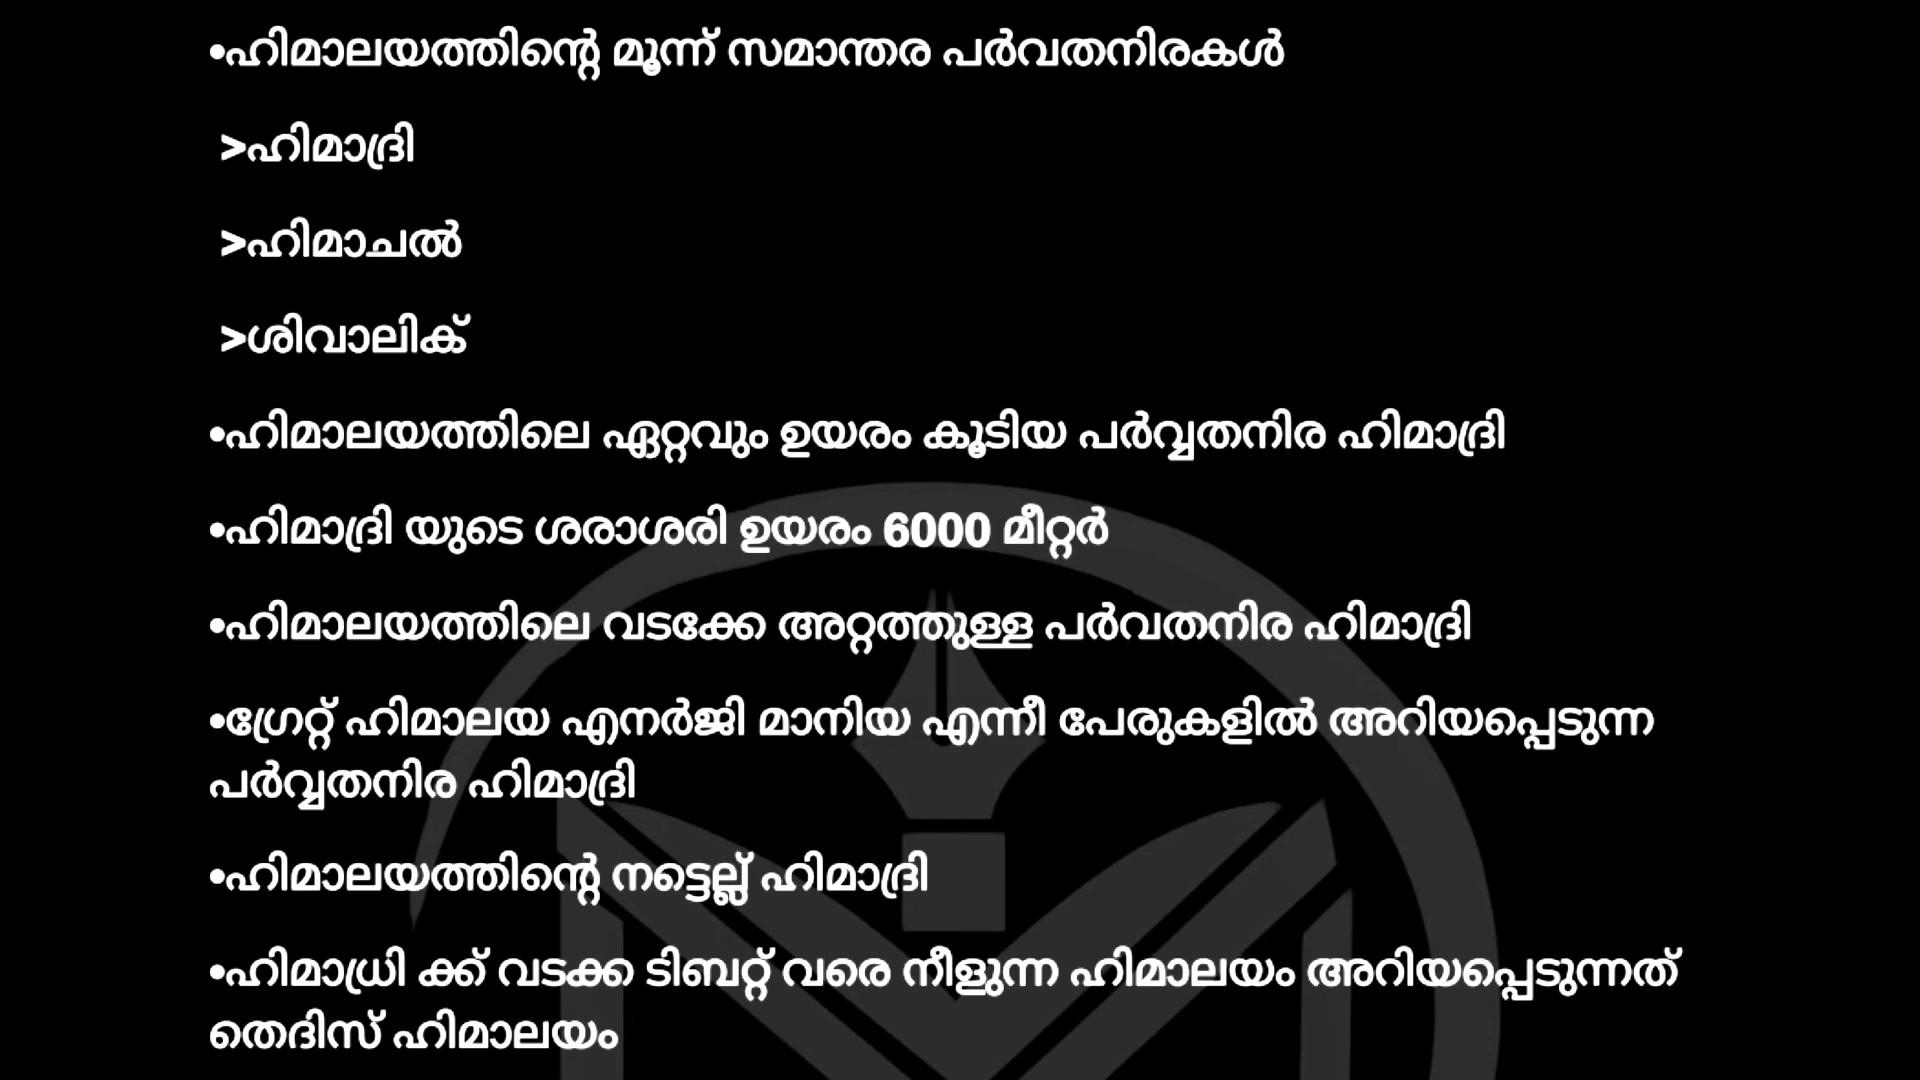 •ഹിമാലയത്തിന്റെ മൂന്ന് സമാന്തര പർവതനിരകൾ
>ഹിമാദ്രി
>ഹിമാചൽ
>ശിവാലിക്
•ഹിമാലയത്തിലെ ഏറ്റവും ഉയരം കൂടിയ പർവ്വതനിര ഹിമാദ്രി
•ഹിമാദ്രി യുടെ ശരാശരി ഉയരം 6000 മീറ്റർ
•ഹിമാലയത്തിലെ വടക്കേ അറ്റത്തുള്ള പർവതനിര ഹിമാദ്രി
•ഗ്രേറ്റ് ഹിമാലയ എനർജി മാനിയ എന്നീ പേരുകളിൽ അറിയപ്പെടുന്ന
പർവ്വതനിര ഹിമാദ്രി
•ഹിമാലയത്തിന്റെ നട്ടെല്ല് ഹിമാദ്രി
•ഹിമാധ്രി ക്ക് വടക്ക ടിബറ്റ് വരെ നീളുന്ന ഹിമാലയം അറിയപ്പെടുന്നത്
തെദിസ് ഹിമാലയം